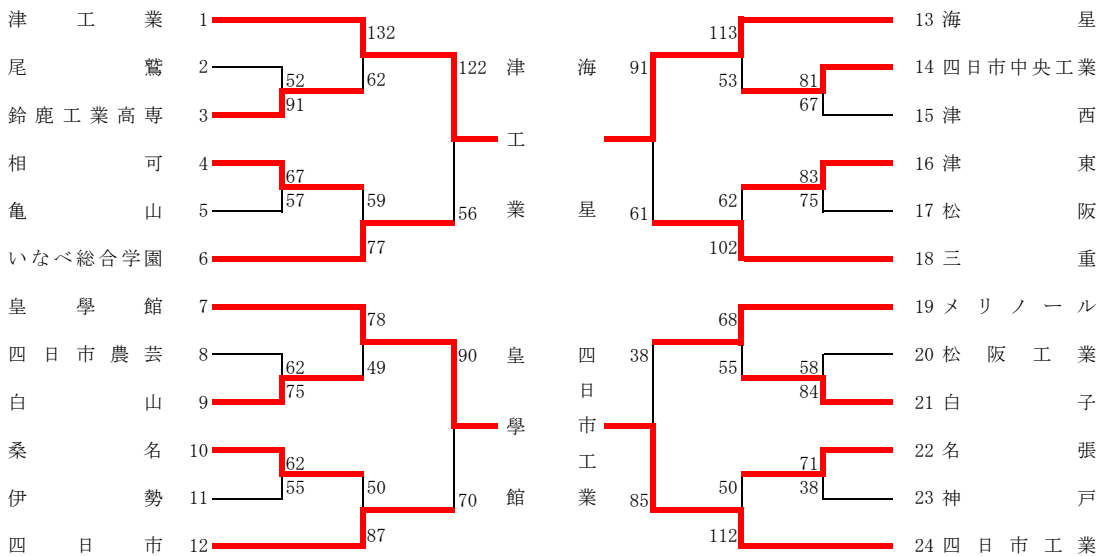 津工業 1
尾鷲 2
鈴鹿工業高専 3
相可 4
亀山 5
いなべ総合学園 6
皇學館 7
四日市農芸 8
白山 9
桑名 10
伊勢 11
四日市 12
132
52
62
91
122
67
57
59
56
77
78
62
49
75
90
62
55
50
70
87
津工業
皇學館
海星
四日市工業
91
61
38
85
113
53
81
67
83
62
75
102
68
55
58
84
71
50
38
112
13 海星
14 四日市中央工業
15 津西
16 津東
17 松阪
18 三重
19 メリノール
20 松阪工業
21 白子
22 名張
23 神戸
24 四日市工業